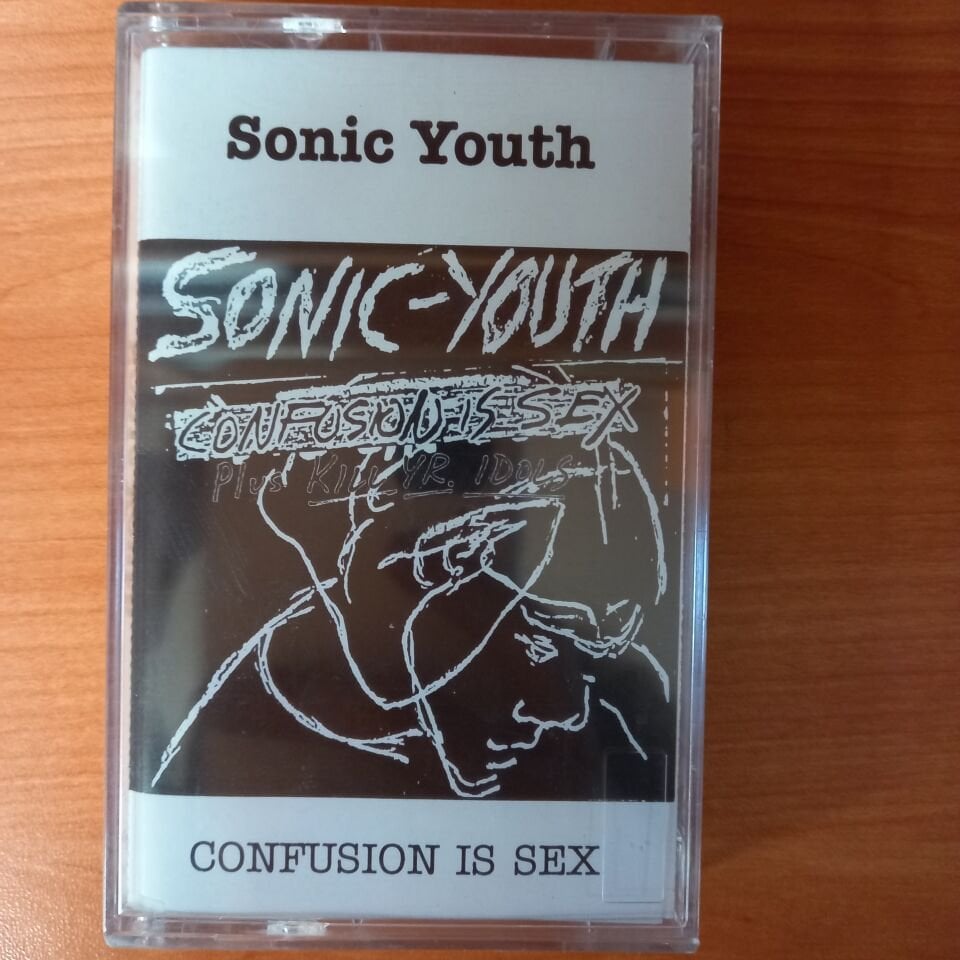 Sonic Youth
SONIC-YOUTH
CONFUSION IS SEX
Plus KILL YR. IDOLS
CONFUSION IS SEX